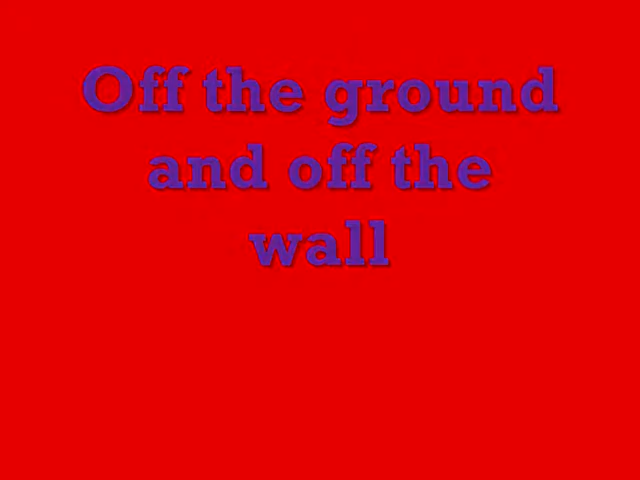 Off the ground
and off the
wall